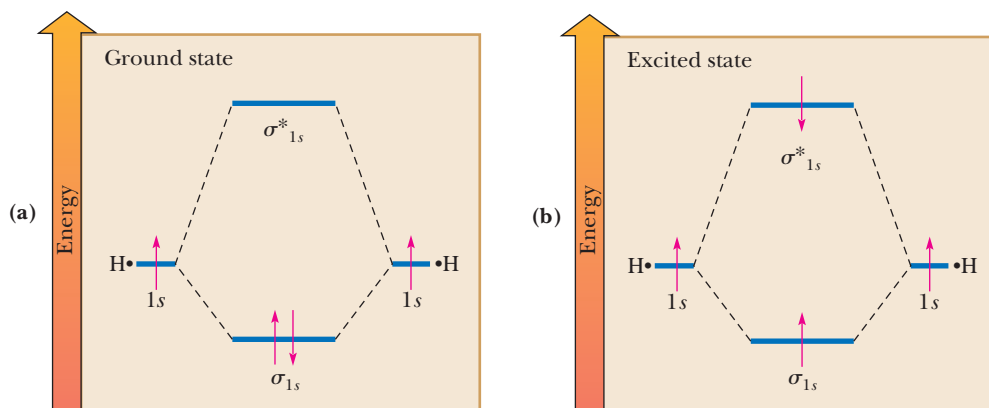 (a)
Energy
Ground state
σ*1s
H• •H
1s 1s
σ1s
(b)
Energy
Excited state
σ*1s
H• •H
1s 1s
σ1s